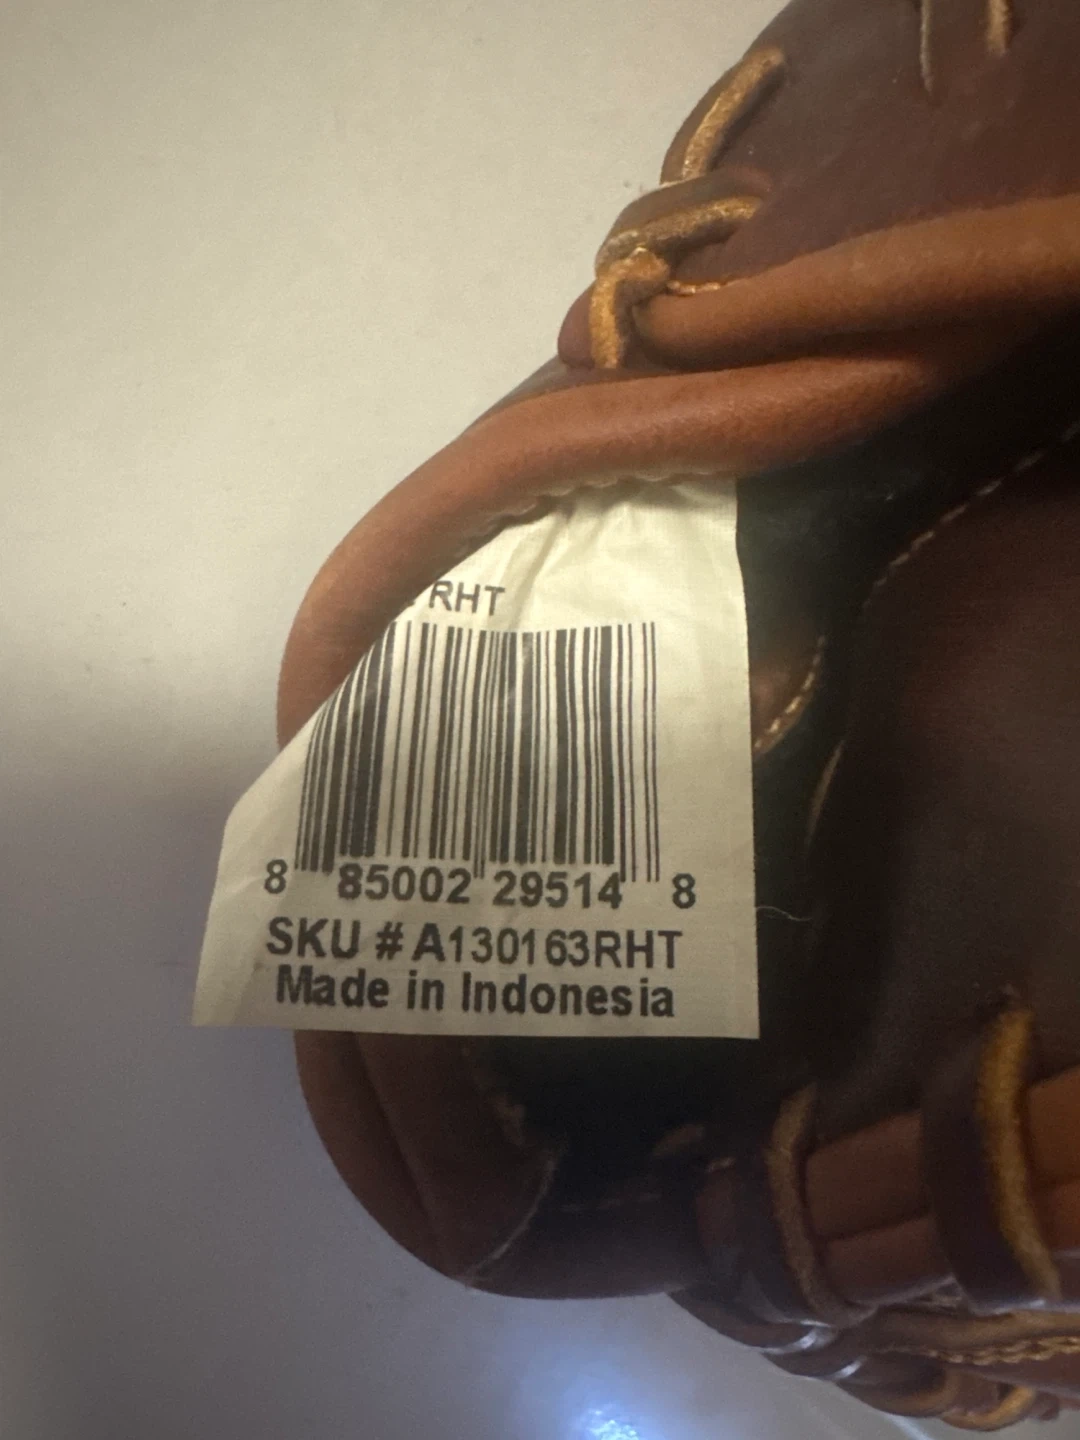 RHT
8 85002 29514 8
SKU # A130163RHT
Made in Indonesia